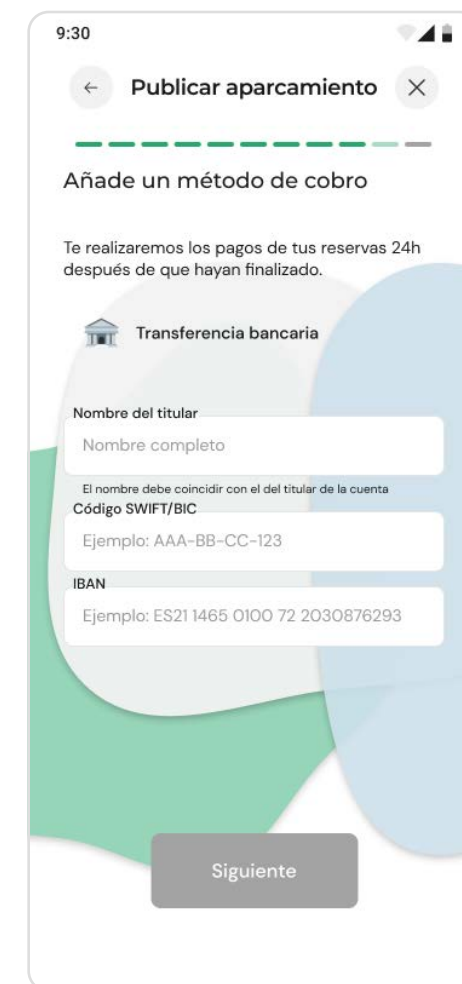 9:30
Publicar aparcamiento
Añade un método de cobro
Te realizaremos los pagos de tus reservas 24h
después de que hayan finalizado.
Transferencia bancaria
Nombre del titular
Nombre completo
El nombre debe coincidir con el del titular de la cuenta
Código SWIFT/BIC
Ejemplo: AAA-BB-CC-123
IBAN
Ejemplo: ES21 1465 0100 72 2030876293
Siguiente